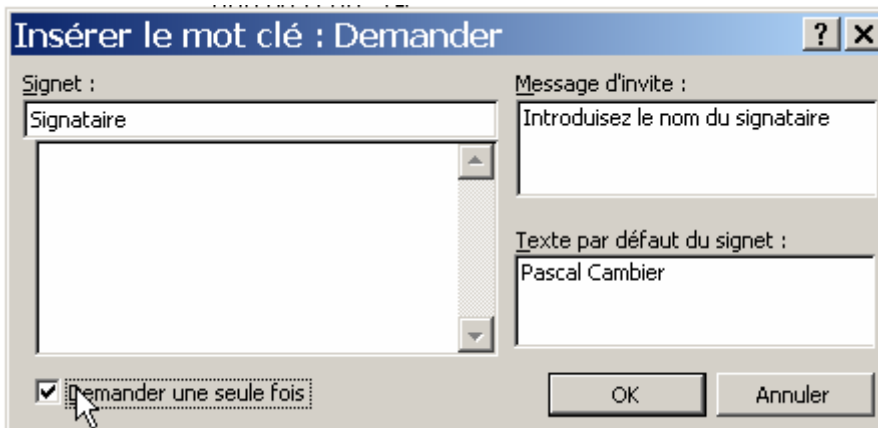 Insérer le mot clé : Demander
Signet :
Signataire
Message d'invite :
Introduisez le nom du signataire
Texte par défaut du signet :
Pascal Cambier
Demander une seule fois
OK
Annuler